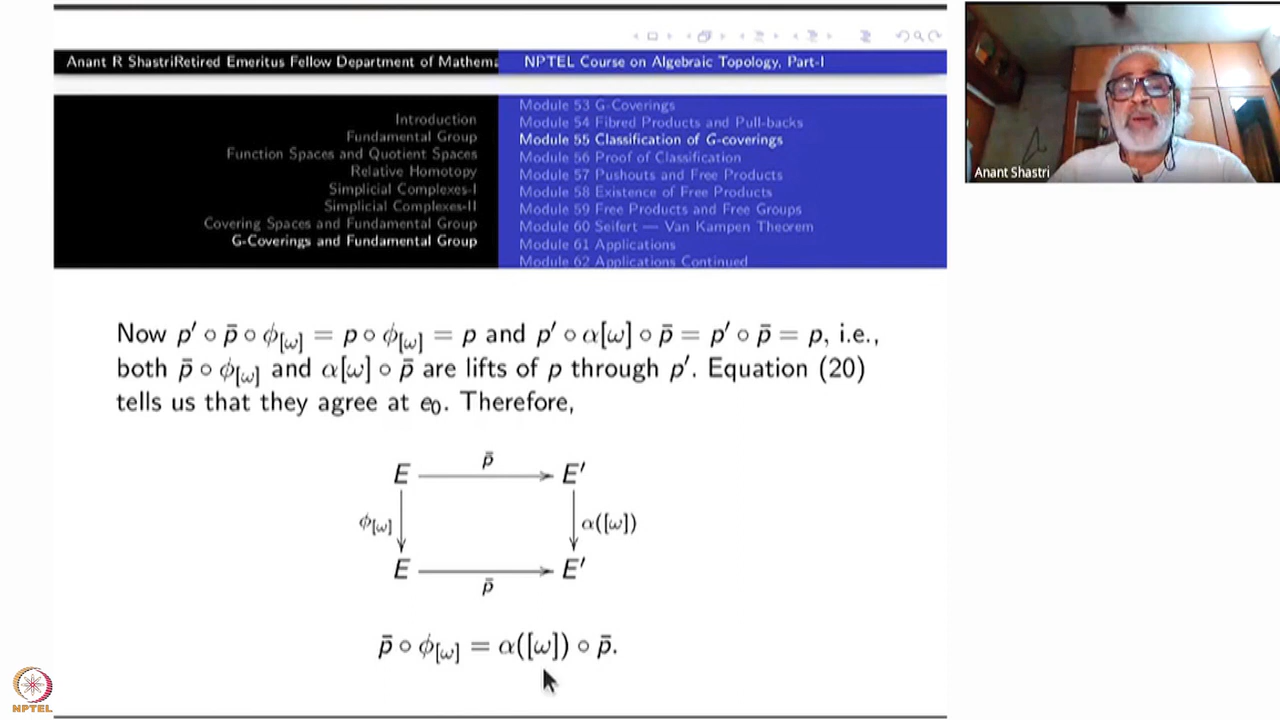 Anant R ShastriRetired Emeritus Fellow Department of Mathema
NPTEL Course on Algebraic Topology, Part-I
Introduction
Fundamental Group
Function Spaces and Quotient Spaces
Relative Homotopy
Simplicial Complexes-I
Simplicial Complexes-II
Covering Spaces and Fundamental Group
G-Coverings and Fundamental Group
Module 53 G-Coverings
Module 54 Fibred Products and Pull-backs
Module 55 Classification of G-coverings
Module 56 Proof of Classification
Module 57 Pushouts and Free Products
Module 58 Existence of Free Products
Module 59 Free Products and Free Groups
Module 60 Seifert — Van Kampen Theorem
Module 61 Applications
Module 62 Applications Continued
Anant Shastri
Now p′ ∘ p̄ ∘ ϕ[ω] = p ∘ ϕ[ω] = p and p′ ∘ α[ω] ∘ p̄ = p′ ∘ p̄ = p, i.e.,
both p̄ ∘ ϕ[ω] and α[ω] ∘ p̄ are lifts of p through p′. Equation (20)
tells us that they agree at e₀. Therefore,
p̄
E E′
ϕ[ω] α([ω])
E E′
p̄
p̄ ∘ ϕ[ω] = α([ω]) ∘ p̄.
NPTEL